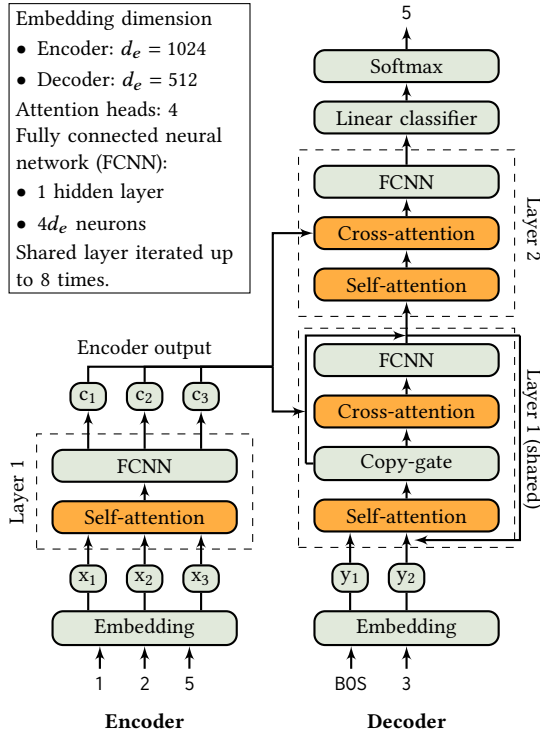 Embedding dimension
• Encoder: dₑ = 1024
• Decoder: dₑ = 512
Attention heads: 4
Fully connected neural
network (FCNN):
• 1 hidden layer
• 4dₑ neurons
Shared layer iterated up
to 8 times.
5
Softmax
Linear classifier
FCNN
Cross-attention
Self-attention
Layer 2
FCNN
Cross-attention
Copy-gate
Self-attention
Layer 1 (shared)
y₁ y₂
Embedding
BOS 3
Decoder
Encoder output
c₁ c₂ c₃
FCNN
Self-attention
Layer 1
x₁ x₂ x₃
Embedding
1 2 5
Encoder